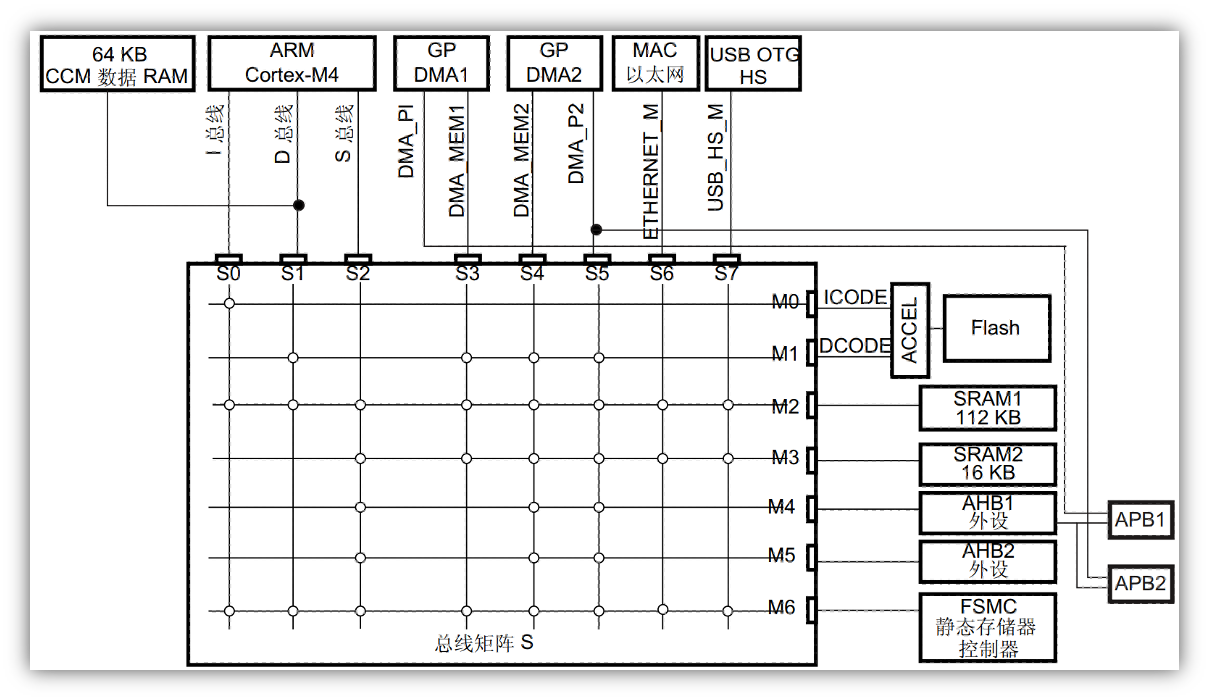 64 KB
CCM 数据 RAM
ARM
Cortex-M4
GP
DMA1
GP
DMA2
MAC
以太网
USB OTG
HS
I 总线
D 总线
S 总线
DMA_PI
DMA_MEM1
DMA_MEM2
DMA_P2
ETHERNET_M
USB_HS_M
S0 S1 S2 S3 S4 S5 S6 S7
M0
ICODE
M1
DCODE
ACCEL
Flash
M2
SRAM1
112 KB
M3
SRAM2
16 KB
M4
AHB1
外设
APB1
M5
AHB2
外设
APB2
M6
FSMC
静态存储器
控制器
总线矩阵 S